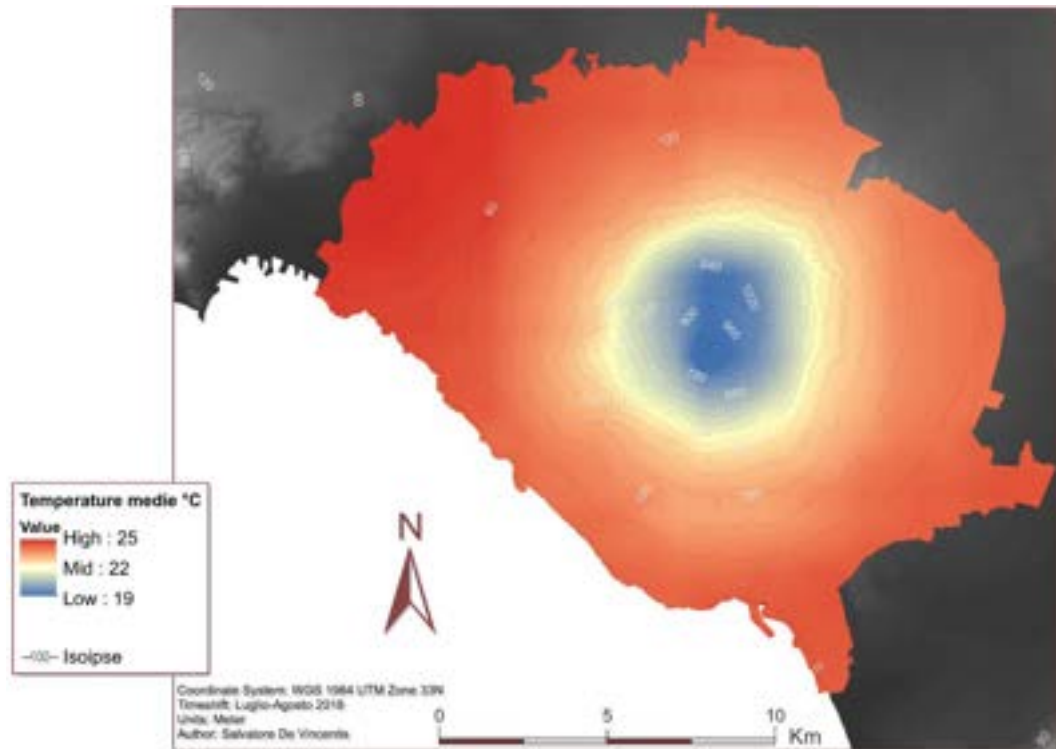 Temperature medie °C
Value
High : 25
Mid : 22
Low : 19
-100- Isoipse
N
Coordinate System: WGS 1984 UTM Zone 33N
Timeshift: Luglio-Agosto 2018
Units: Meter
Author: Salvatore De Vincentis
0 5 10
Km